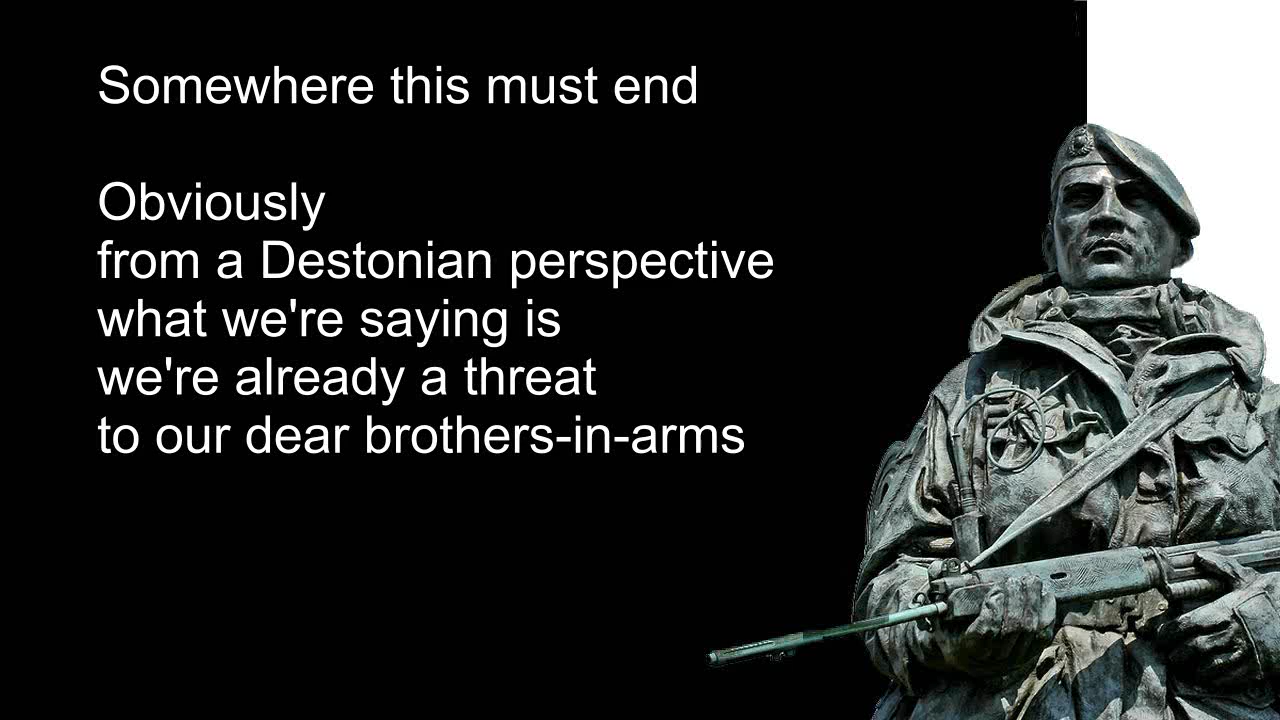 Somewhere this must end
Obviously
from a Destonian perspective
what we're saying is
we're already a threat
to our dear brothers-in-arms